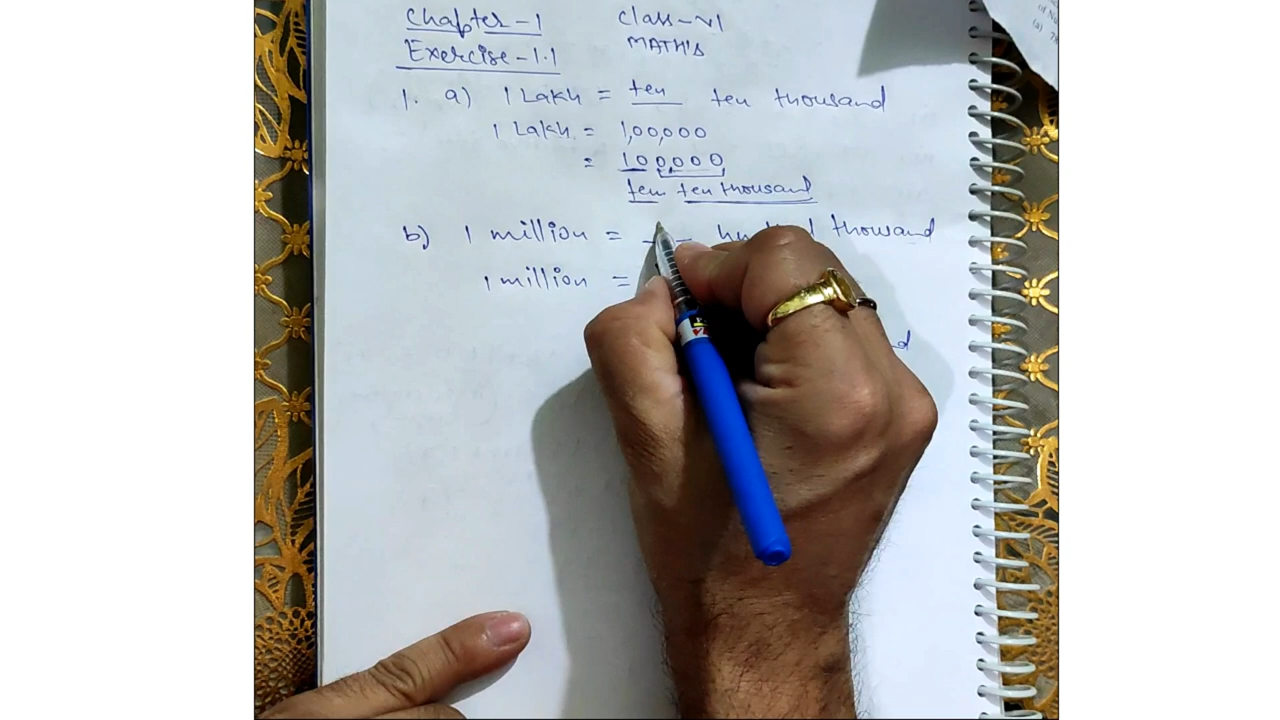 Chapter-1 Class-VI
Exercise-1.1 MATH'S
1. a) 1 Lakh = ten ten thousand
1 Lakh = 1,00,000
= 100,000
ten ten thousand
b) 1 million = thousand
1 million =